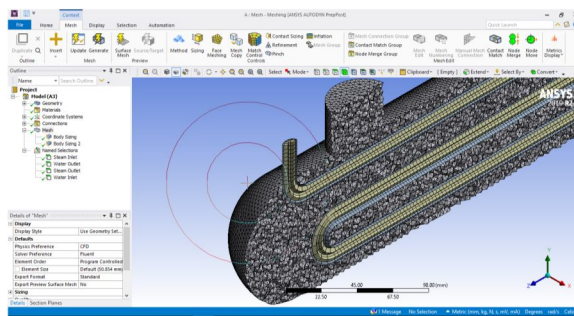 A : Mesh - Meshing [ANSYS AUTODYN PrepPost]
Context
File Home Mesh Display Selection Automation
Quick Launch
Duplicate Q Insert Update Generate Surface Mesh Source/Target Method Sizing Face Meshing Mesh Copy Match Control Contact Sizing Inflation
Refinement Mesh Group
Pinch
Mesh Connection Group
Contact Match Group
Node Merge Group
Mesh Edit Mesh Numbering Manual Mesh Connection Contact Match Node Merge Node Move Metrics Display
Outline Mesh Preview Controls Mesh Edit
Outline
Name Search Outline
Select Mode Clipboard [ Empty ] Extend Select By Convert
Project
Model (A3)
Geometry
Materials
Coordinate Systems
Connections
Mesh
Body Sizing
Body Sizing 2
Named Selections
Steam Inlet
Water Outlet
Steam Outlet
Water Inlet
Details of "Mesh"
Display
Display Style Use Geometry Set...
Defaults
Physics Preference CFD
Solver Preference Fluent
Element Order Program Controlled
Element Size Default (50.854 mm)
Export Format Standard
Export Preview Surface Mesh No
Sizing
Details Section Planes
ANSYS
45.00 90.00 (mm)
22.50 67.50
Y
X
Z
1 Message No Selection Metric (mm, kg, N, s, mV, mA) Degrees rad/s